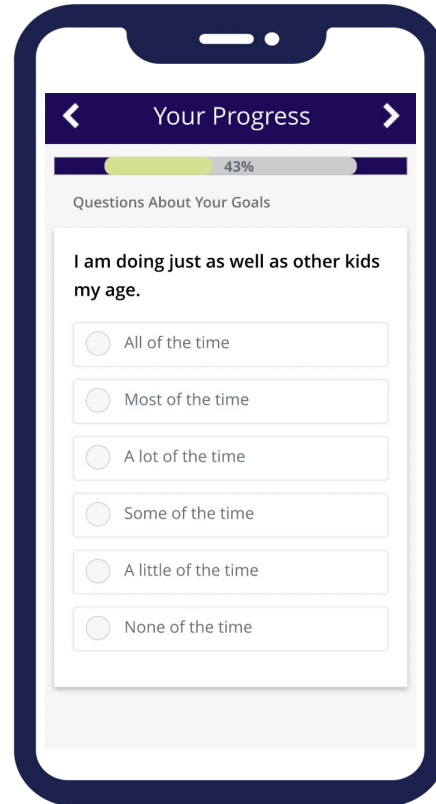 Your Progress
43%
Questions About Your Goals
I am doing just as well as other kids
my age.
All of the time
Most of the time
A lot of the time
Some of the time
A little of the time
None of the time